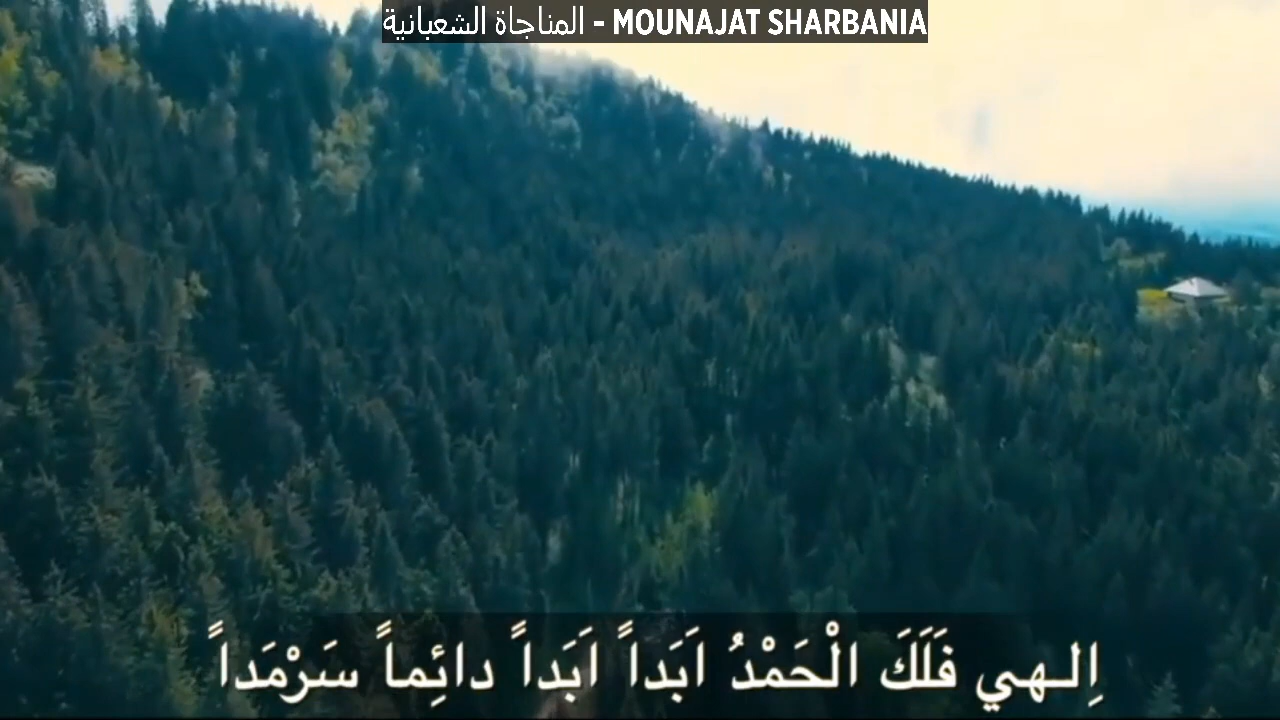 المناجاة الشعبانية - MOUNAJAT SHARBANIA
اِلـهي فَلَكَ الْحَمْدُ اَبَداً اَبَداً دائِماً سَرْمَداً